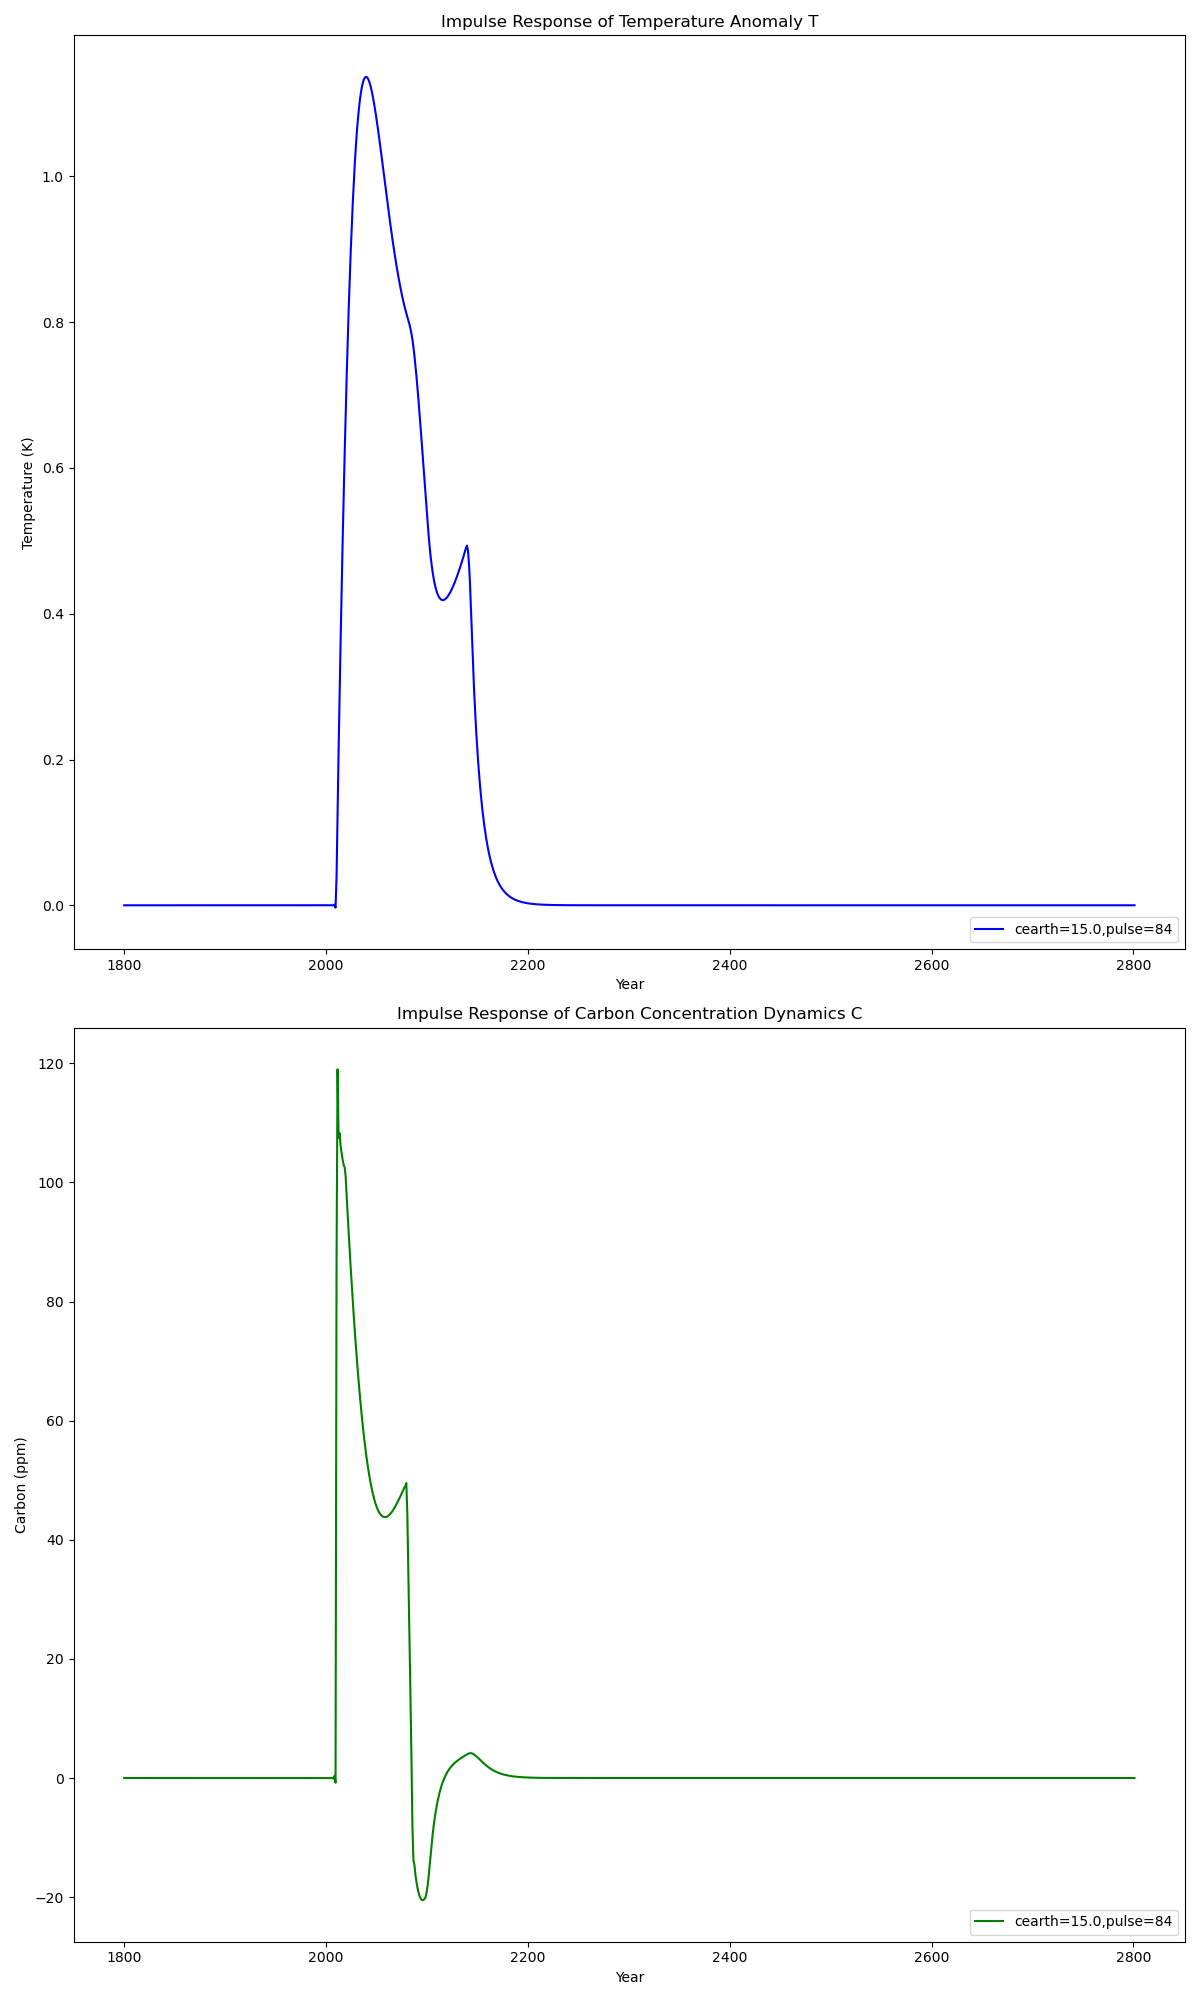 Impulse Response of Temperature Anomaly T
Temperature (K)
1.0
0.8
0.6
0.4
0.2
0.0
cearth=15.0,pulse=84
1800 2000 2200 2400 2600 2800
Year
Impulse Response of Carbon Concentration Dynamics C
Carbon (ppm)
120
100
80
60
40
20
0
−20
cearth=15.0,pulse=84
1800 2000 2200 2400 2600 2800
Year